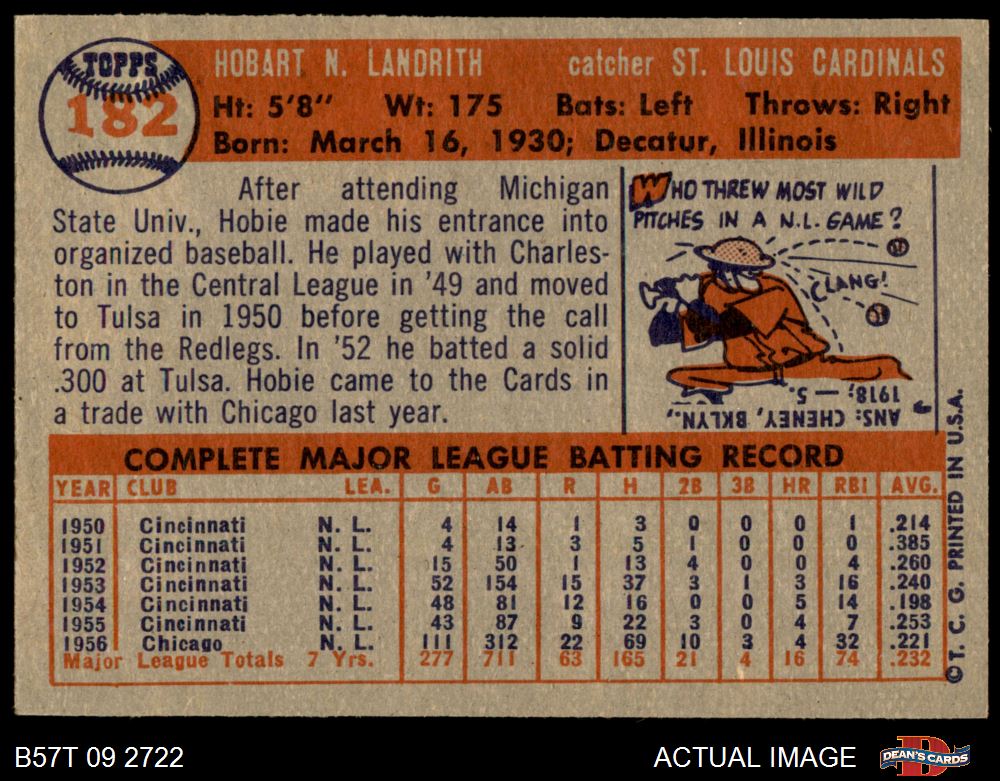 TOPPS
182
HOBART N. LANDRITH catcher ST. LOUIS CARDINALS
Ht: 5'8" Wt: 175 Bats: Left Throws: Right
Born: March 16, 1930; Decatur, Illinois
After attending Michigan
State Univ., Hobie made his entrance into
organized baseball. He played with Charles-
ton in the Central League in '49 and moved
to Tulsa in 1950 before getting the call
from the Redlegs. In '52 he batted a solid
.300 at Tulsa. Hobie came to the Cards in
a trade with Chicago last year.
WHO THREW MOST WILD
PITCHES IN A N.L. GAME?
CLANG!
ANS: CHENEY, BKLYN.,
1918; — 5.
COMPLETE MAJOR LEAGUE BATTING RECORD
YEAR CLUB LEA. G AB R H 2B 3B HR RBI AVG.
1950 Cincinnati N. L. 4 14 1 3 0 0 0 1 .214
1951 Cincinnati N. L. 4 13 3 5 1 0 0 0 .385
1952 Cincinnati N. L. 15 50 1 13 4 0 0 4 .260
1953 Cincinnati N. L. 52 154 15 37 3 1 3 16 .240
1954 Cincinnati N. L. 48 81 12 16 0 0 5 14 .198
1955 Cincinnati N. L. 43 87 9 22 3 0 4 7 .253
1956 Chicago N. L. 111 312 22 69 10 3 4 32 .221
Major League Totals 7 Yrs. 277 711 63 165 21 4 16 74 .232
©T. C. G. PRINTED IN U.S.A.
B57T 09 2722 ACTUAL IMAGE DEAN'S CARDS